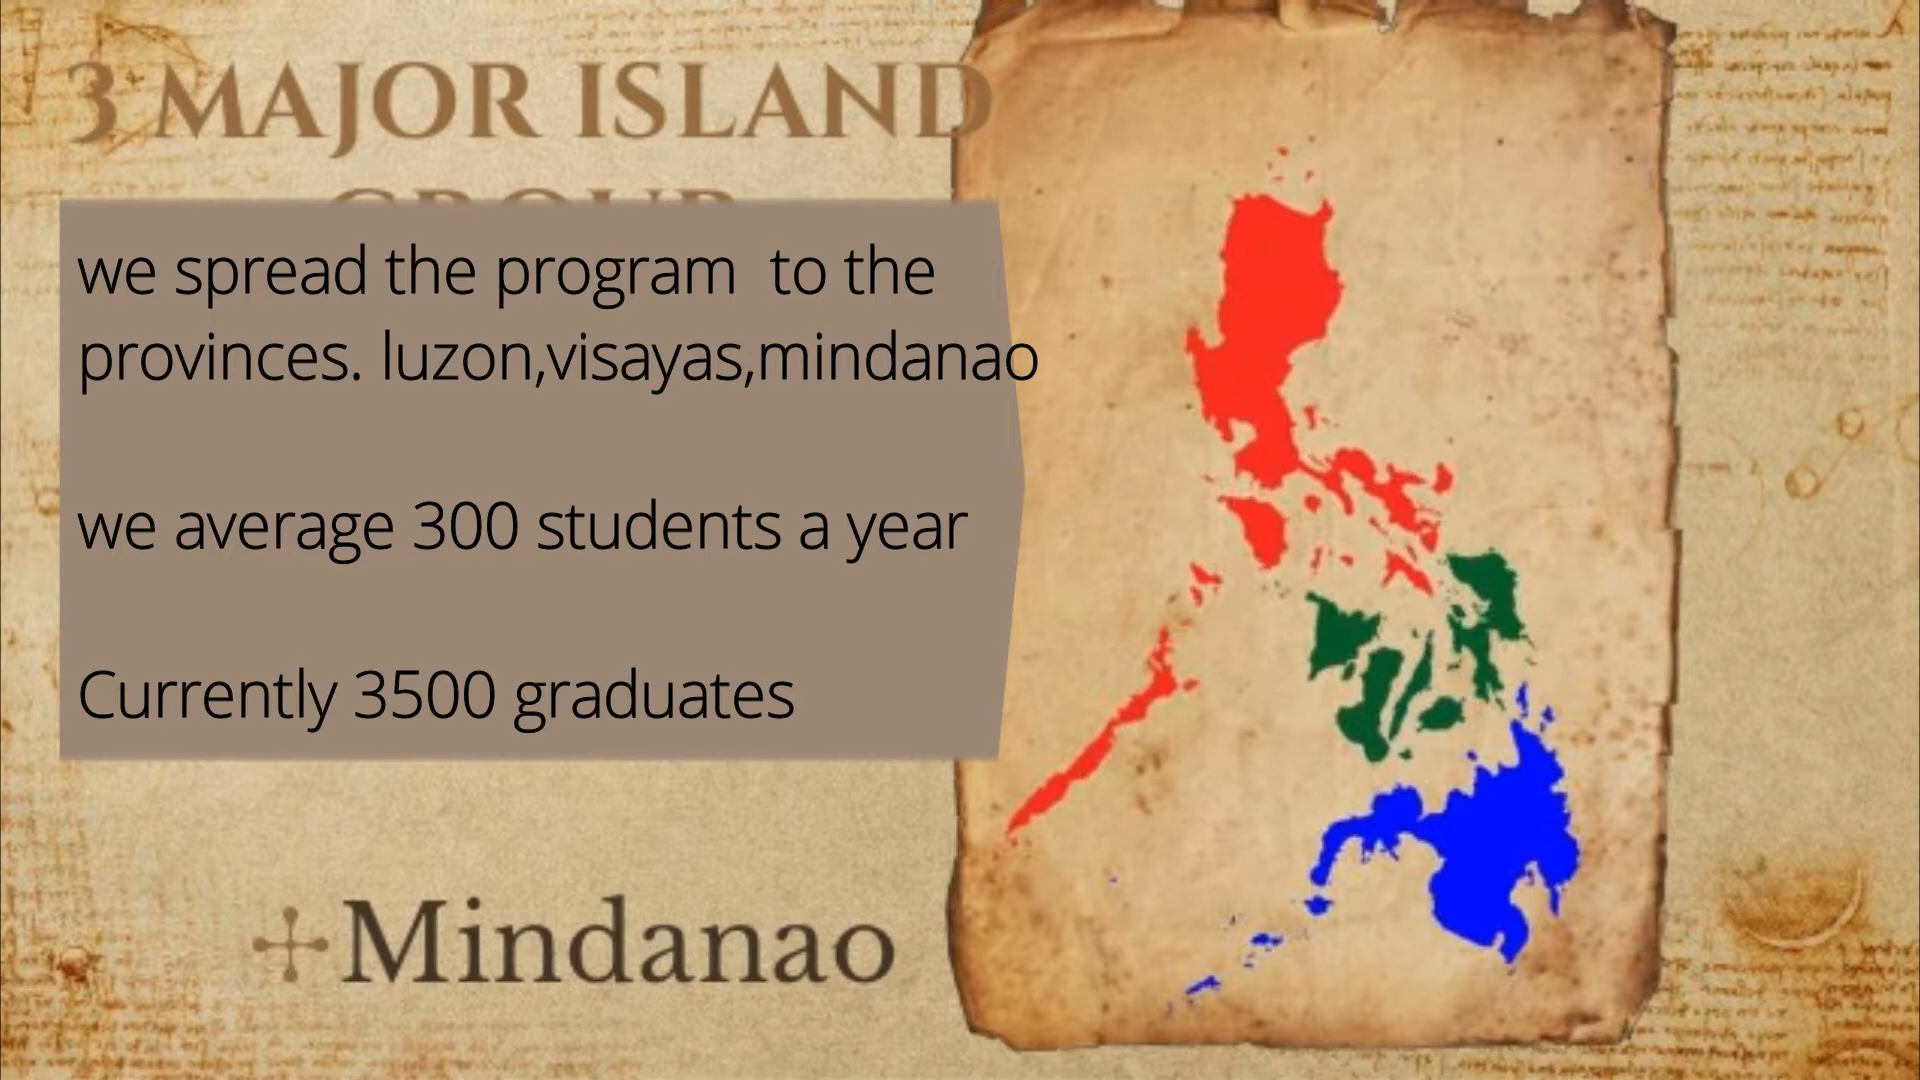 3 MAJOR ISLAND
GROUP
we spread the program  to the
provinces. luzon,visayas,mindanao
we average 300 students a year
Currently 3500 graduates
Mindanao